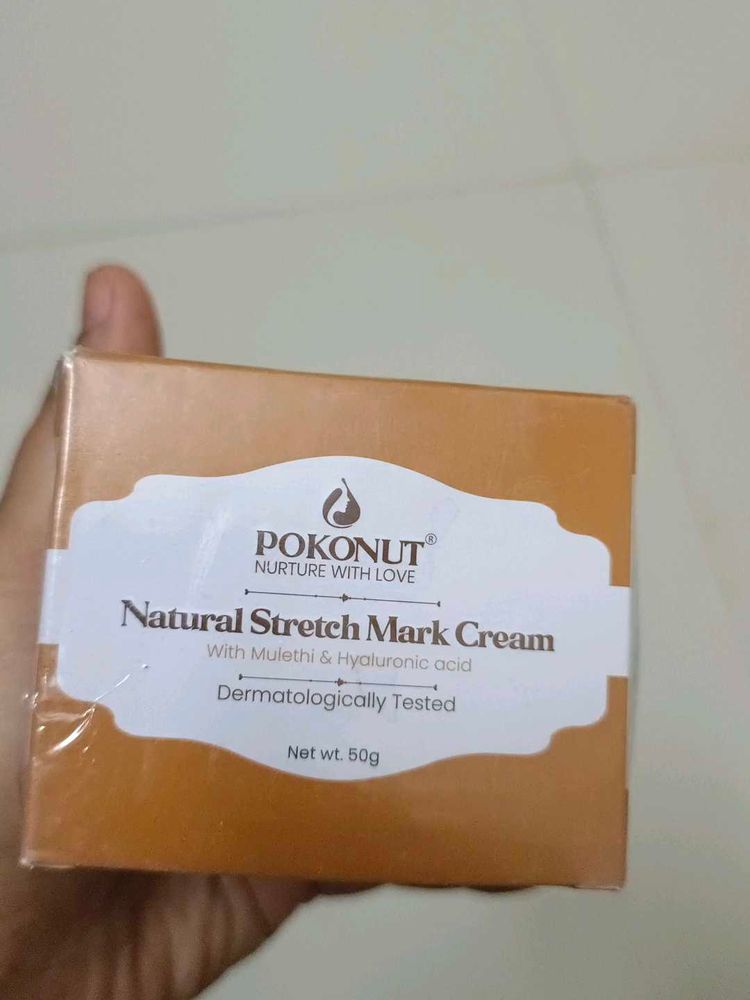 POKONUT®
NURTURE WITH LOVE
Natural Stretch Mark Cream
With Mulethi & Hyaluronic acid
Dermatologically Tested
Net wt. 50g